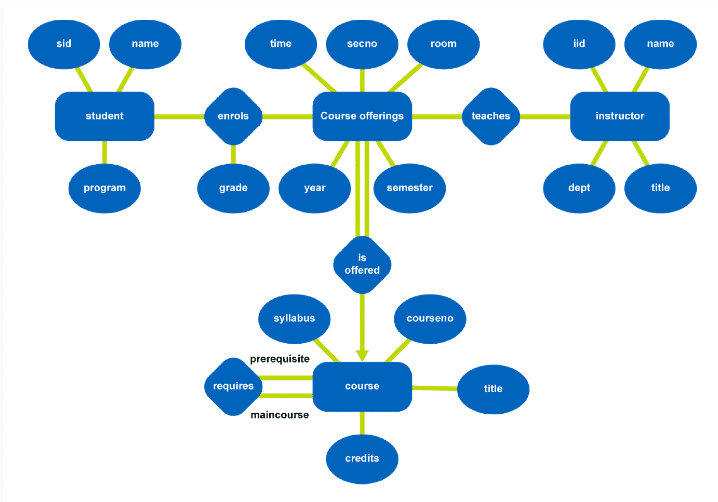 sid
name
time
secno
room
iid
name
student
enrols
Course offerings
teaches
instructor
program
grade
year
semester
dept
title
is
offered
syllabus
courseno
prerequisite
requires
course
title
maincourse
credits